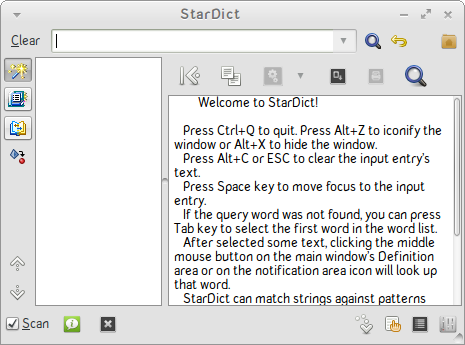 StarDict
Clear
Welcome to StarDict!
Press Ctrl+Q to quit. Press Alt+Z to iconify the
window or Alt+X to hide the window.
Press Alt+C or ESC to clear the input entry's
text.
Press Space key to move focus to the input
entry.
If the query word was not found, you can press
Tab key to select the first word in the word list.
After selected some text, clicking the middle
mouse button on the main window's Definition
area or on the notification area icon will look up
that word.
StarDict can match strings against patterns
Scan